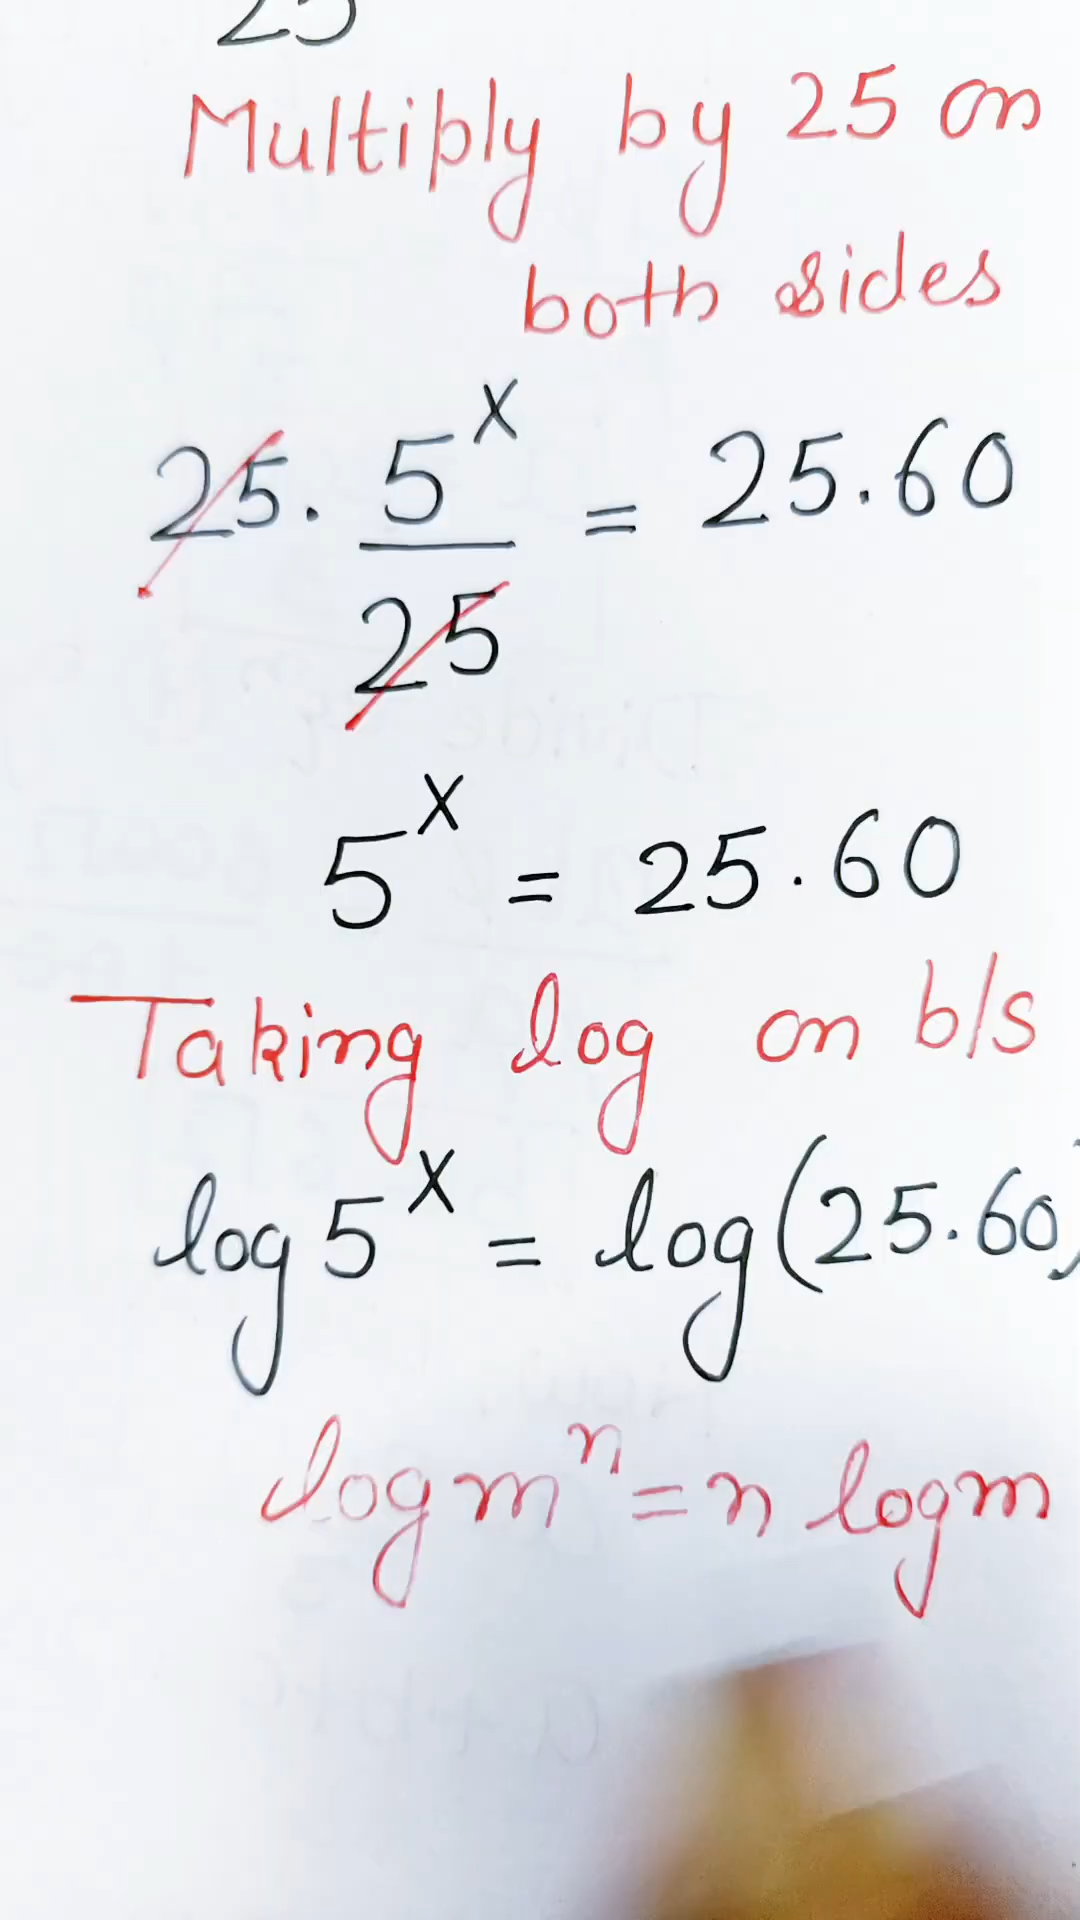 25
Multiply by 25 on
both sides
25. 5^x / 25 = 25.60
5^x = 25.60
Taking log on b/s
log 5^x = log(25.60)
log m^n = n log m